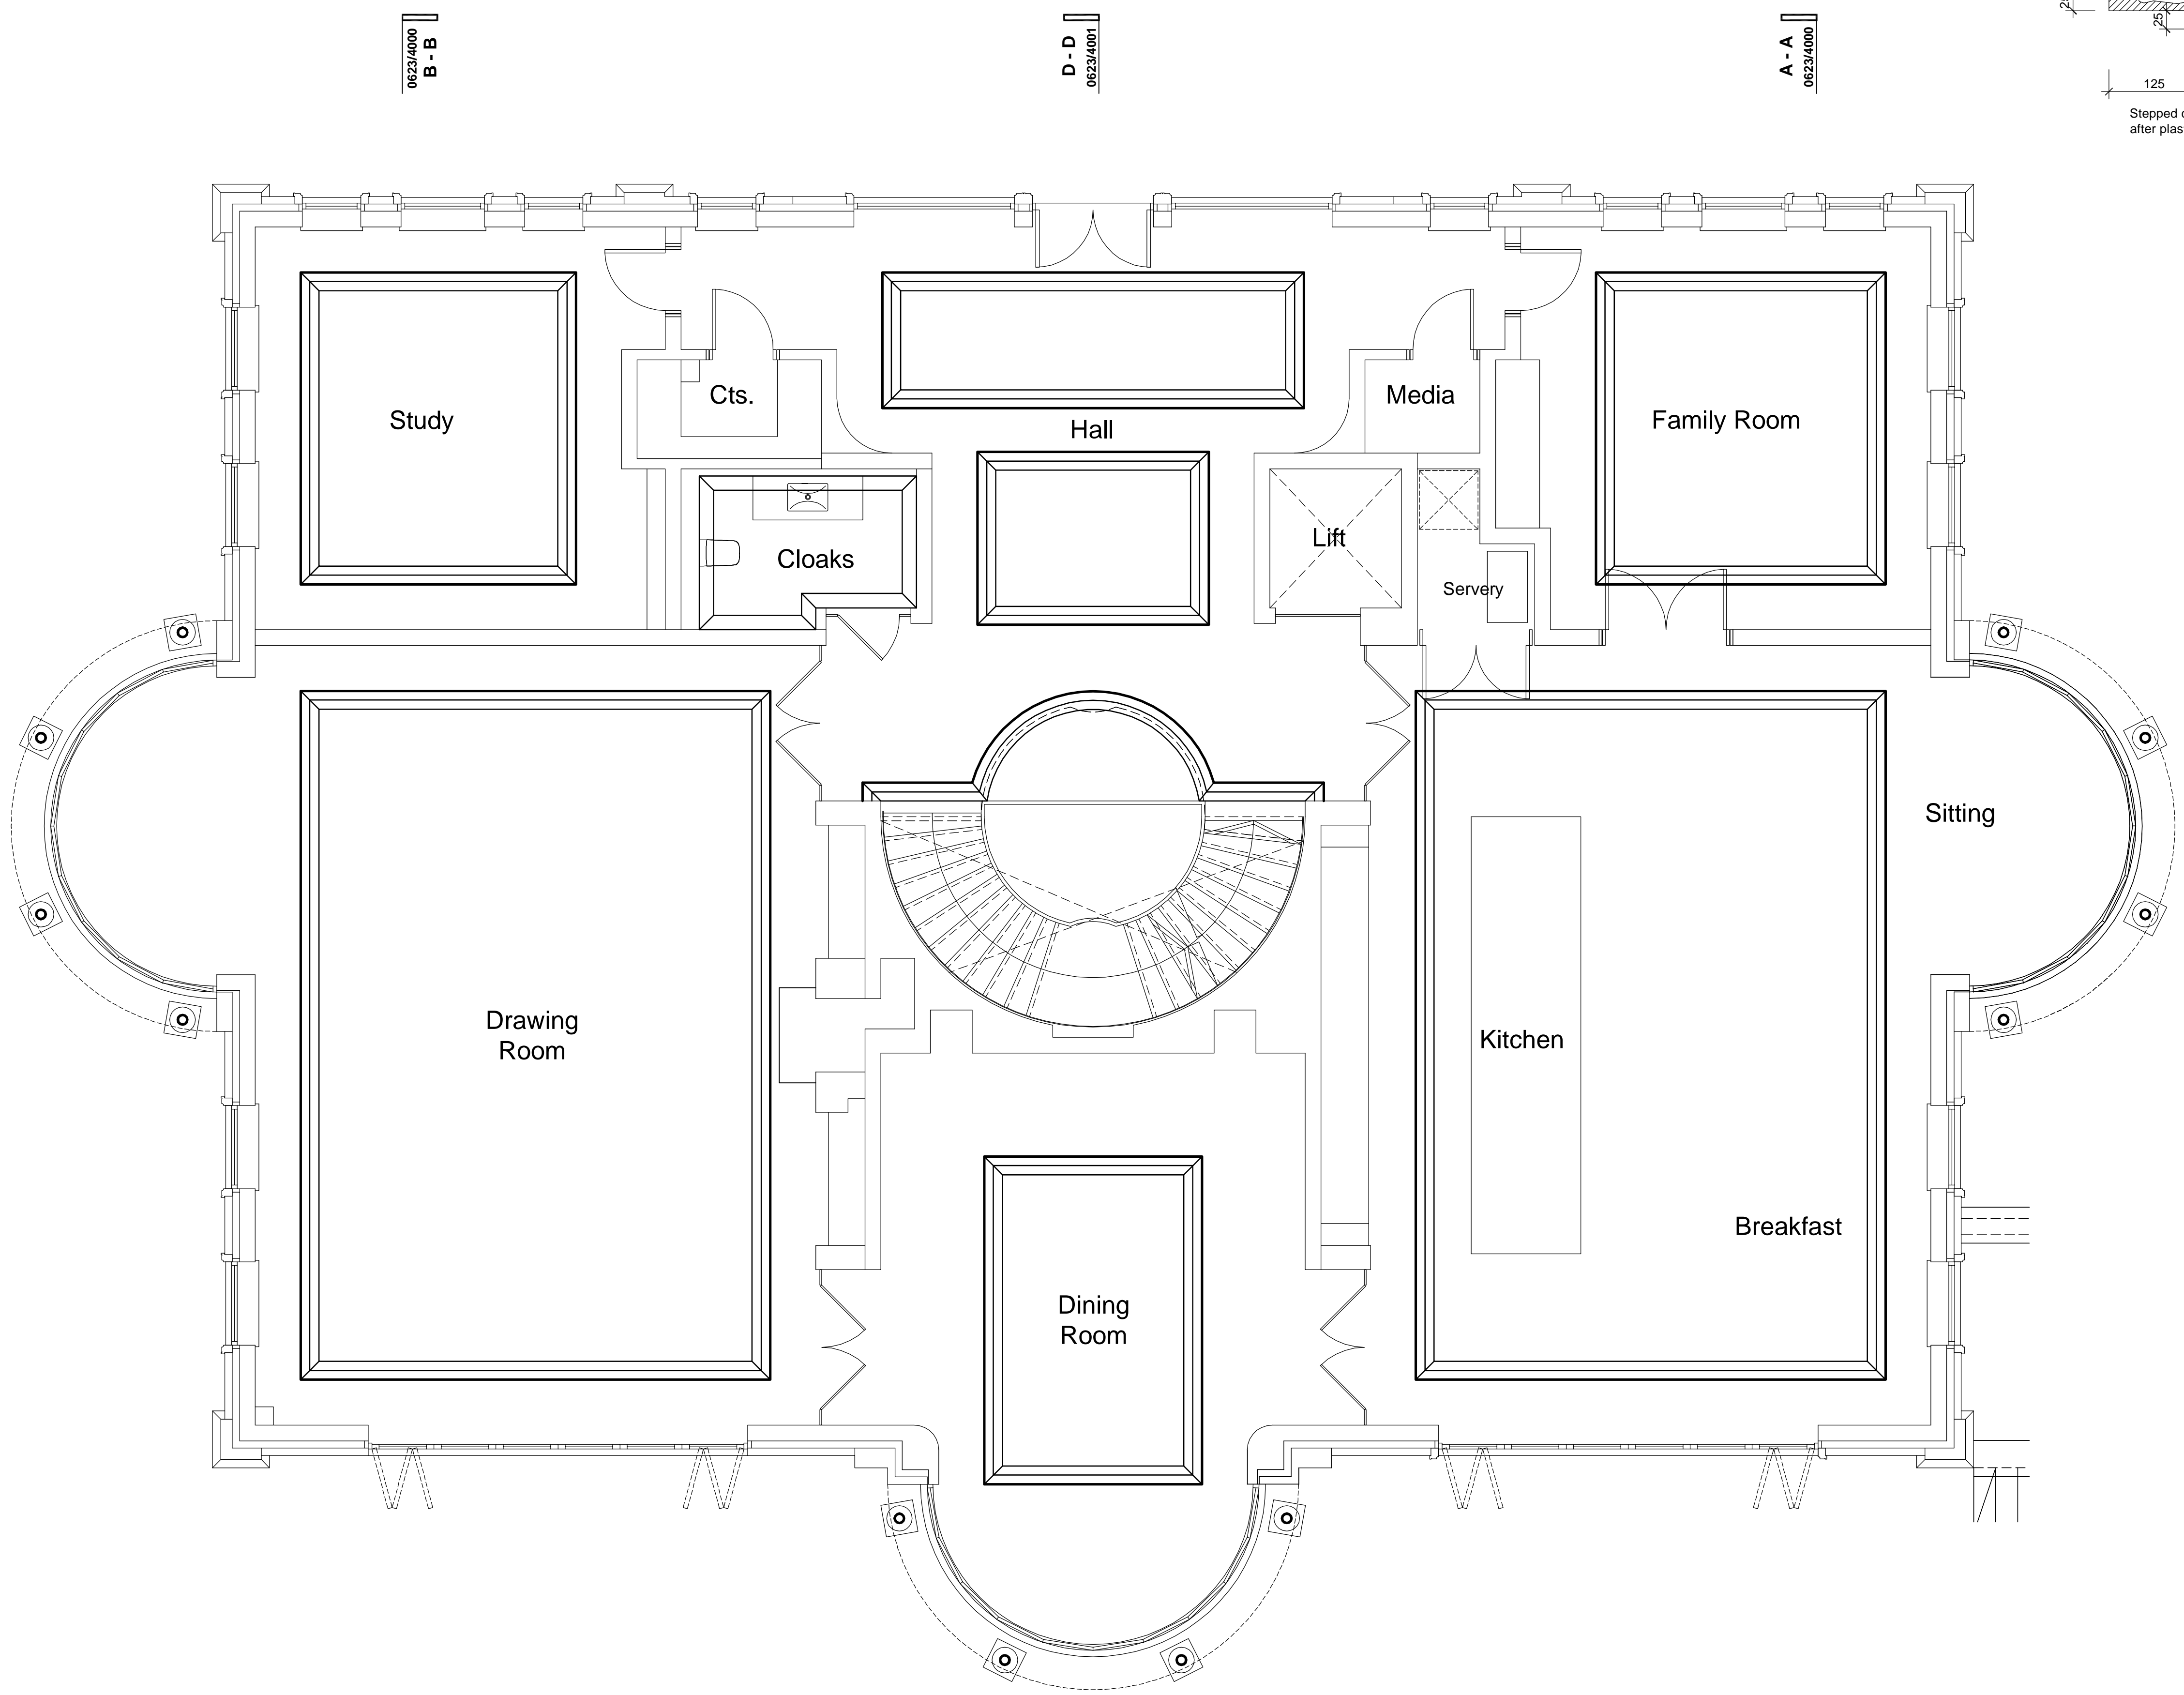 0623/4000
B - B
D - D
0623/4001
A - A
0623/4000
25
125
Stepped
after
Study
Cts.
Hall
Media
Family Room
Cloaks
Lift
Servery
Sitting
Drawing
Room
Kitchen
Breakfast
Dining
Room